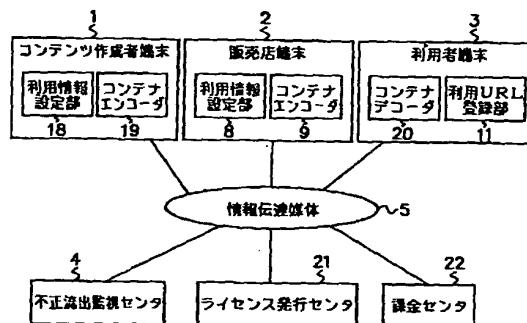 1
2
3
コンテンツ作成者端末
販売店端末
利用者端末
利用情報
設定部
コンテナ
エンコーダ
利用情報
設定部
コンテナ
エンコーダ
コンテナ
デコーダ
利用URL
登録部
18
19
8
9
20
11
情報伝達媒体
5
4
21
22
不正流出監視センタ
ライセンス発行センタ
課金センタ